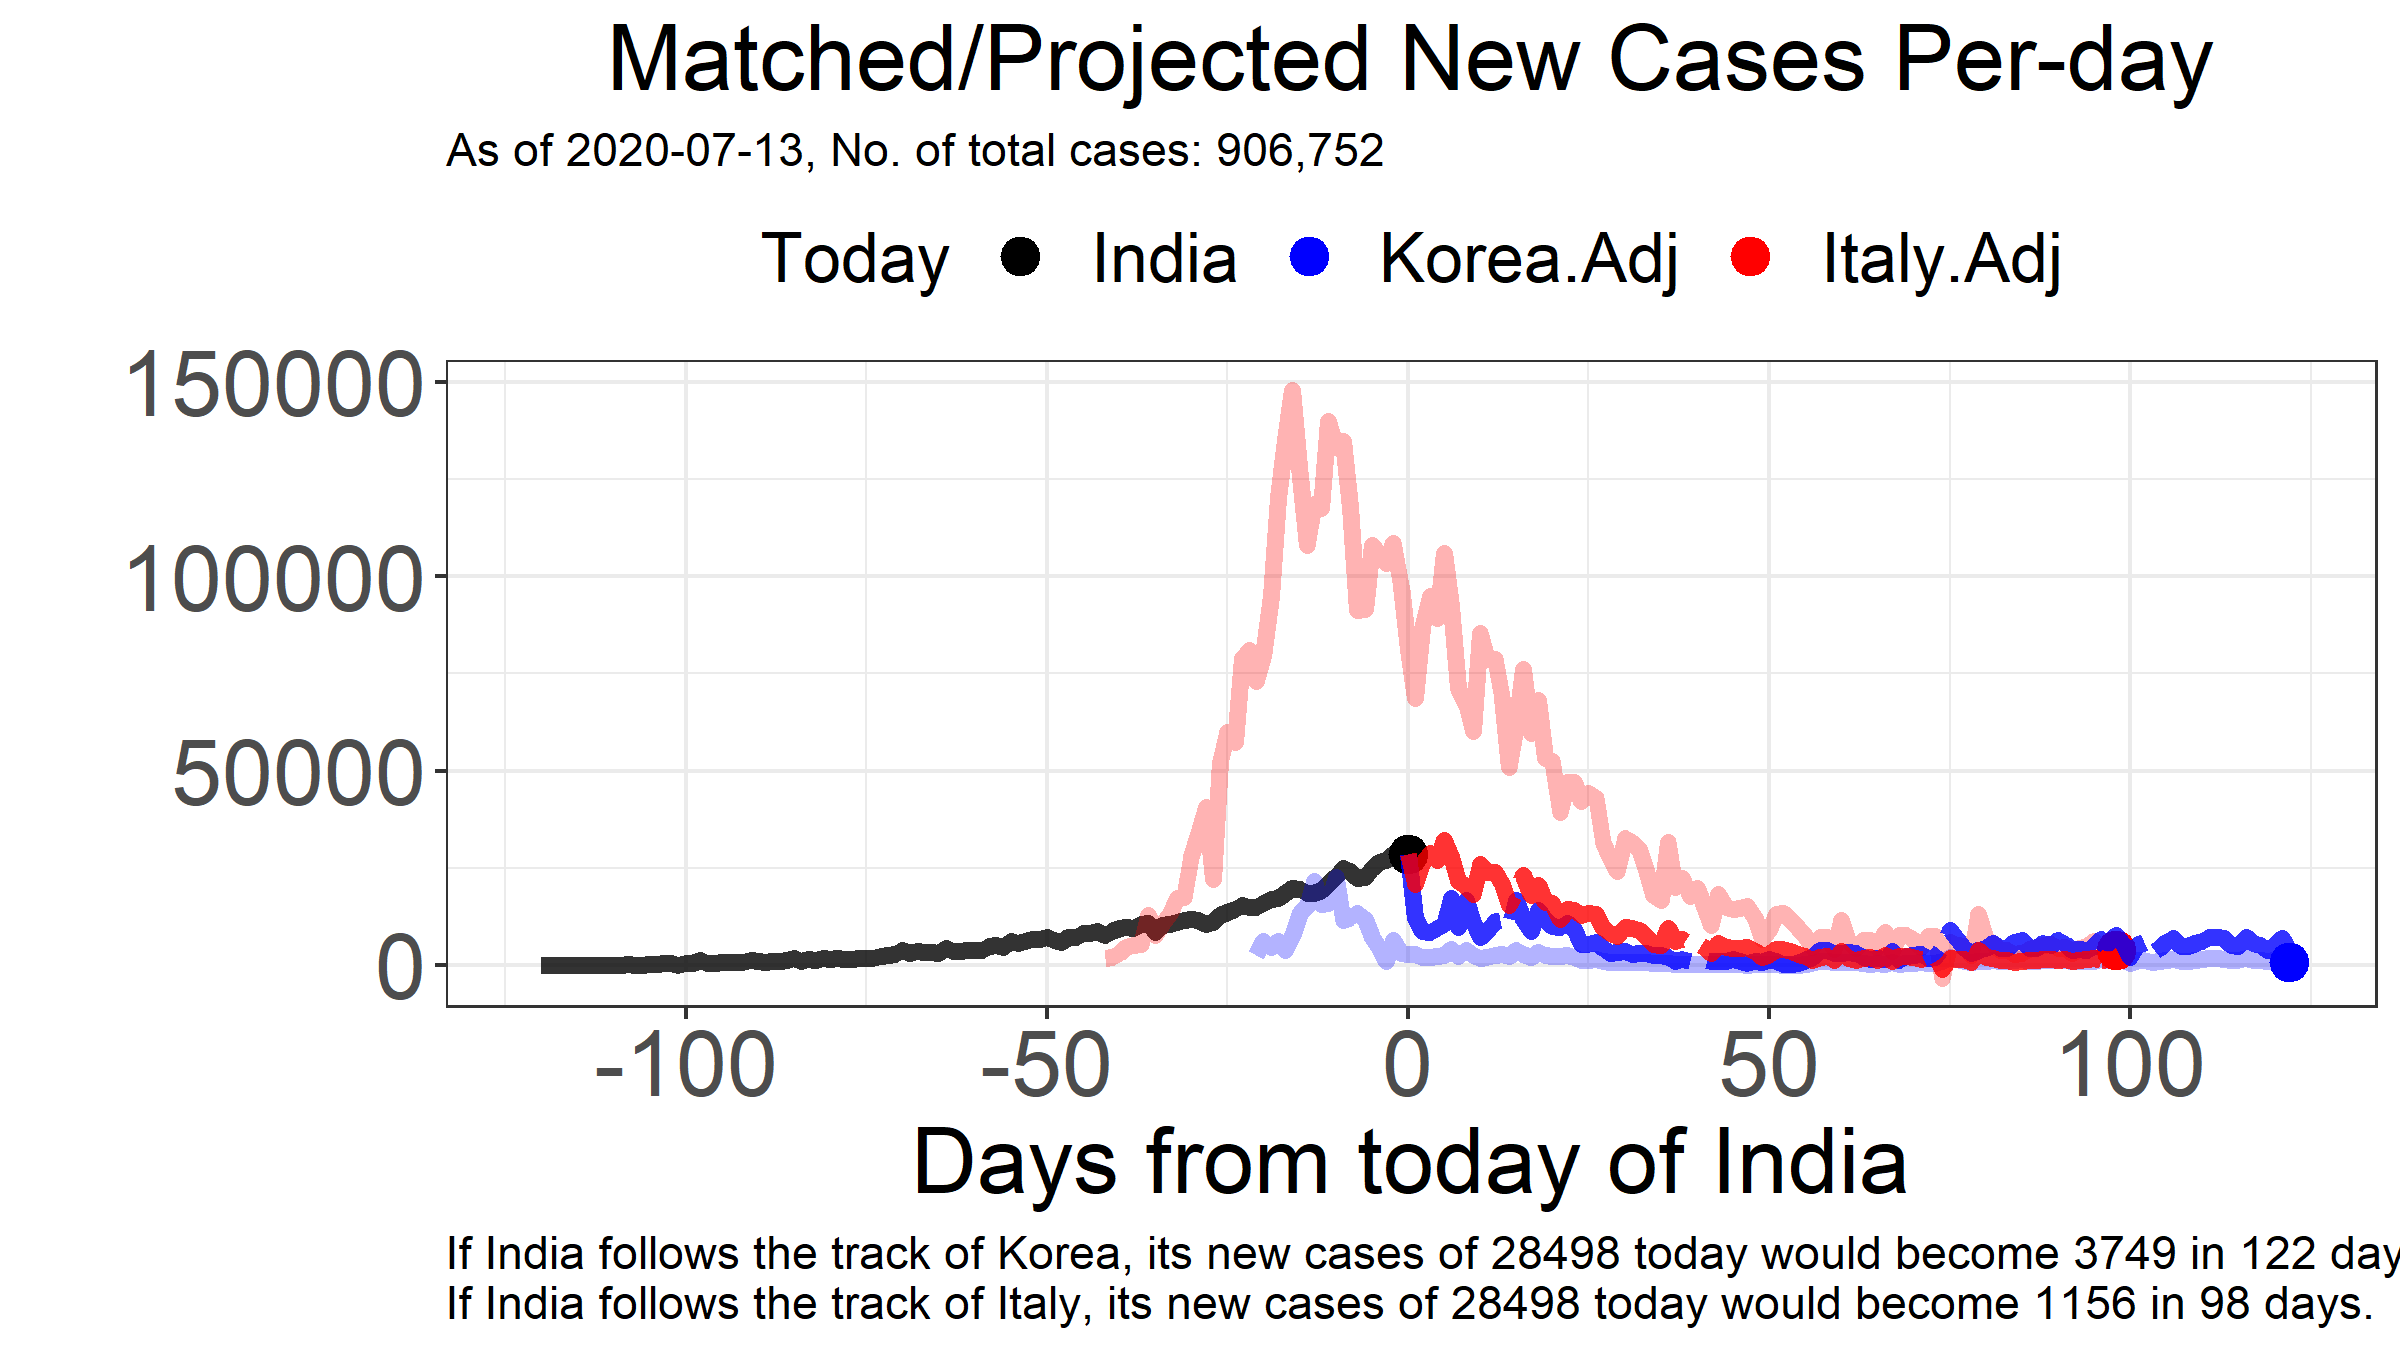 Matched/Projected New Cases Per-day
As of 2020-07-13, No. of total cases: 906,752
Today India Korea.Adj Italy.Adj
150000
100000
50000
0
-100 -50 0 50 100
Days from today of India
If India follows the track of Korea, its new cases of 28498 today would become 3749 in 122 day
If India follows the track of Italy, its new cases of 28498 today would become 1156 in 98 days.